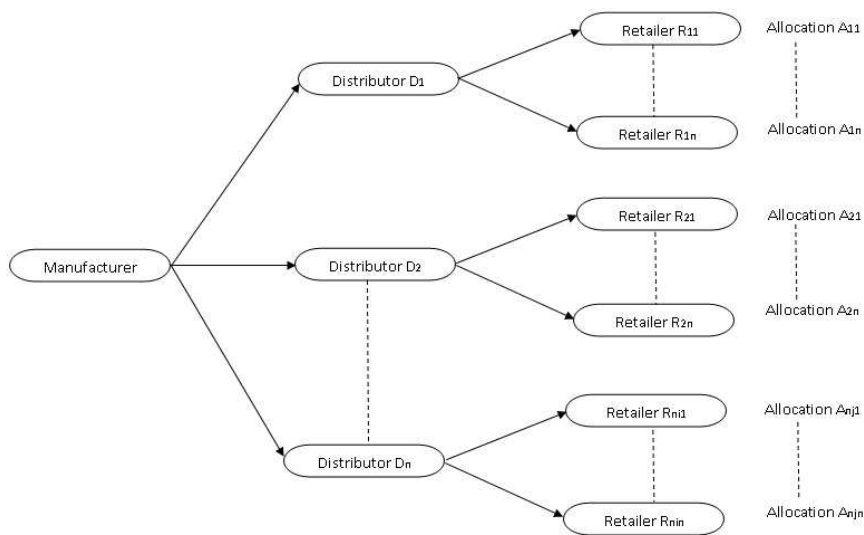 Retailer R11 Allocation A11
Distributor D1
Retailer R1n Allocation A1n
Retailer R21 Allocation A21
Manufacturer Distributor D2
Retailer R2n Allocation A2n
Retailer Rni1 Allocation Anj1
Distributor Dn
Retailer Rnin Allocation Anjn